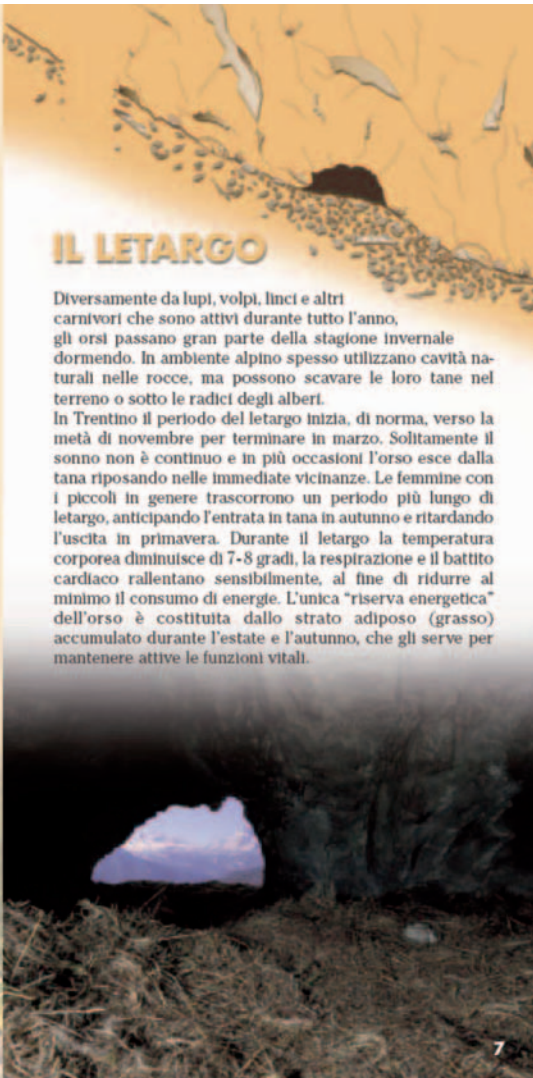 IL LETARGO
Diversamente da lupi, volpi, linci e altri
carnivori che sono attivi durante tutto l'anno,
gli orsi passano gran parte della stagione invernale
dormendo. In ambiente alpino spesso utilizzano cavità na-
turali nelle rocce, ma possono scavare le loro tane nel
terreno o sotto le radici degli alberi.
In Trentino il periodo del letargo inizia, di norma, verso la
metà di novembre per terminare in marzo. Solitamente il
sonno non è continuo e in più occasioni l'orso esce dalla
tana riposando nelle immediate vicinanze. Le femmine con
i piccoli in genere trascorrono un periodo più lungo di
letargo, anticipando l'entrata in tana in autunno e ritardando
l'uscita in primavera. Durante il letargo la temperatura
corporea diminuisce di 7-8 gradi, la respirazione e il battito
cardiaco rallentano sensibilmente, al fine di ridurre al
minimo il consumo di energie. L'unica "riserva energetica"
dell'orso è costituita dallo strato adiposo (grasso)
accumulato durante l'estate e l'autunno, che gli serve per
mantenere attive le funzioni vitali.
7